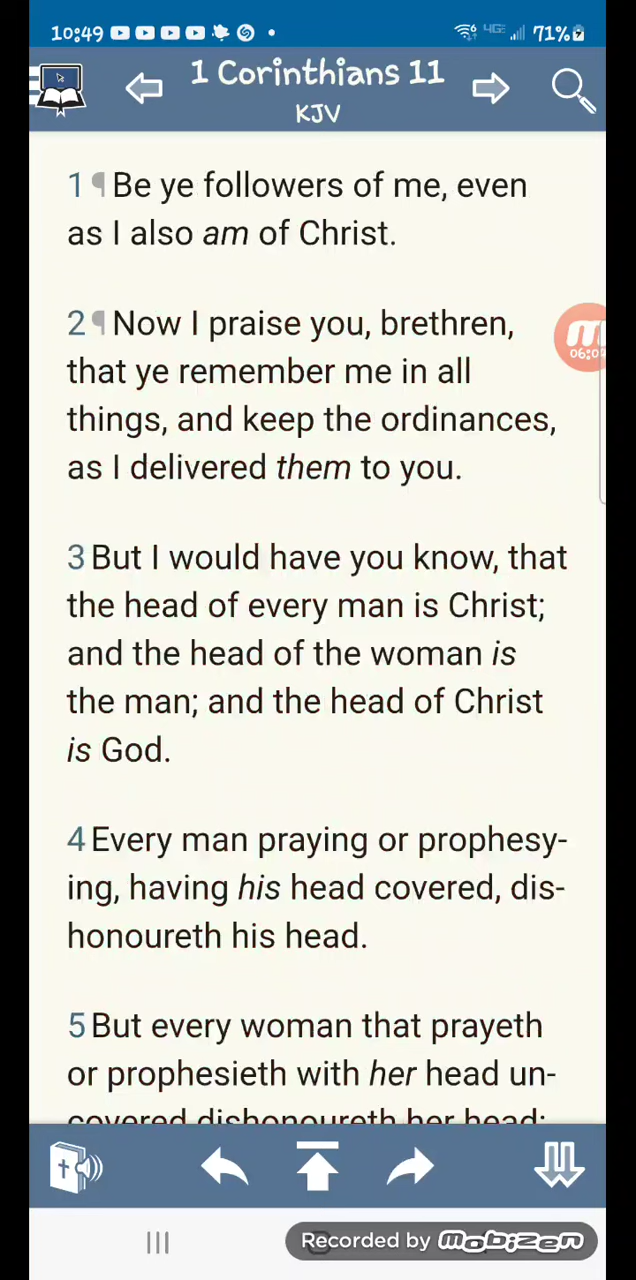 10:49
4GE 71%
1 Corinthians 11
KJV
1 ¶ Be ye followers of me, even
as I also am of Christ.
2 ¶ Now I praise you, brethren,
that ye remember me in all
things, and keep the ordinances,
as I delivered them to you.
3 But I would have you know, that
the head of every man is Christ;
and the head of the woman is
the man; and the head of Christ
is God.
4 Every man praying or prophesy-
ing, having his head covered, dis-
honoureth his head.
5 But every woman that prayeth
or prophesieth with her head un-
covered dishonoureth her head:
Recorded by mobizen